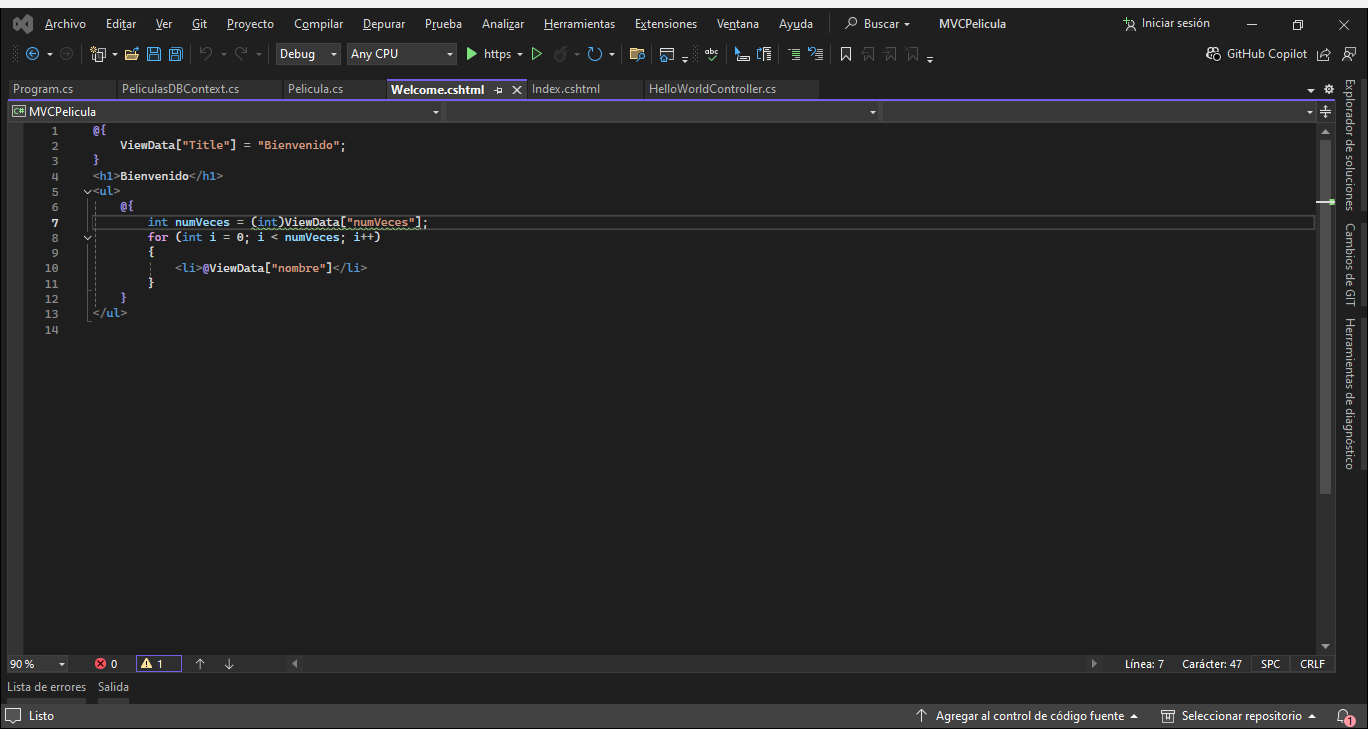 Archivo Editar Ver Git Proyecto Compilar Depurar Prueba Analizar Herramientas Extensiones Ventana Ayuda Buscar MVCPelicula Iniciar sesión
Debug Any CPU https GitHub Copilot
Program.cs PeliculasDBContext.cs Pelicula.cs Welcome.cshtml Index.cshtml HelloWorldController.cs
C# MVCPelicula
1 @{
2 ViewData["Title"] = "Bienvenido";
3 }
4 <h1>Bienvenido</h1>
5 <ul>
6 @{
7 int numVeces = (int)ViewData["numVeces"];
8 for (int i = 0; i < numVeces; i++)
9 {
10 <li>@ViewData["nombre"]</li>
11 }
12 }
13 </ul>
14
Explorador de soluciones
Cambios de GIT
Herramientas de diagnóstico
90 % 0 1 Línea: 7 Carácter: 47 SPC CRLF
Lista de errores Salida
Listo Agregar al control de código fuente Seleccionar repositorio 1